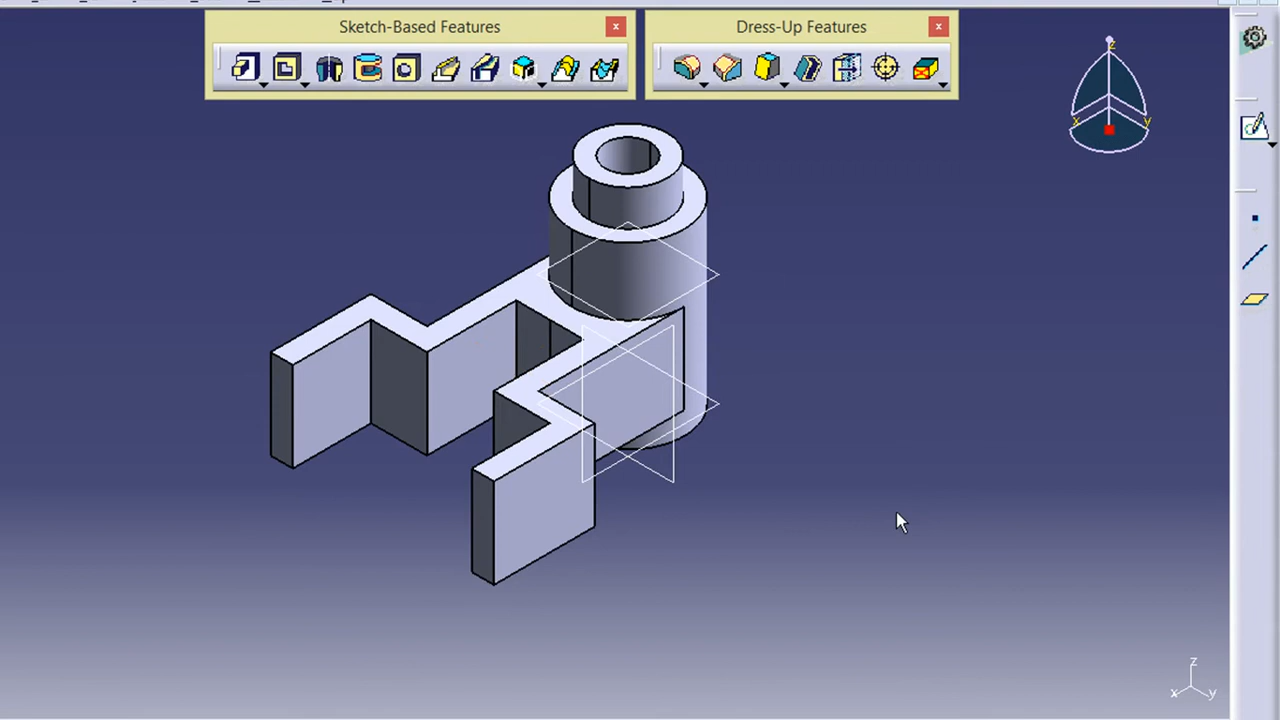 Sketch-Based Features
Dress-Up Features
z
x
y
z
x
y